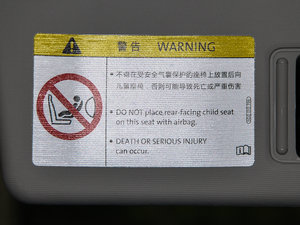 警告 WARNING
• 不得在受安全气囊保护的座椅上放置后向
儿童座椅，否则可能导致死亡或严重伤害
• DO NOT place rear-facing child seat
on this seat with airbag.
• DEATH OR SERIOUS INJURY
can occur.